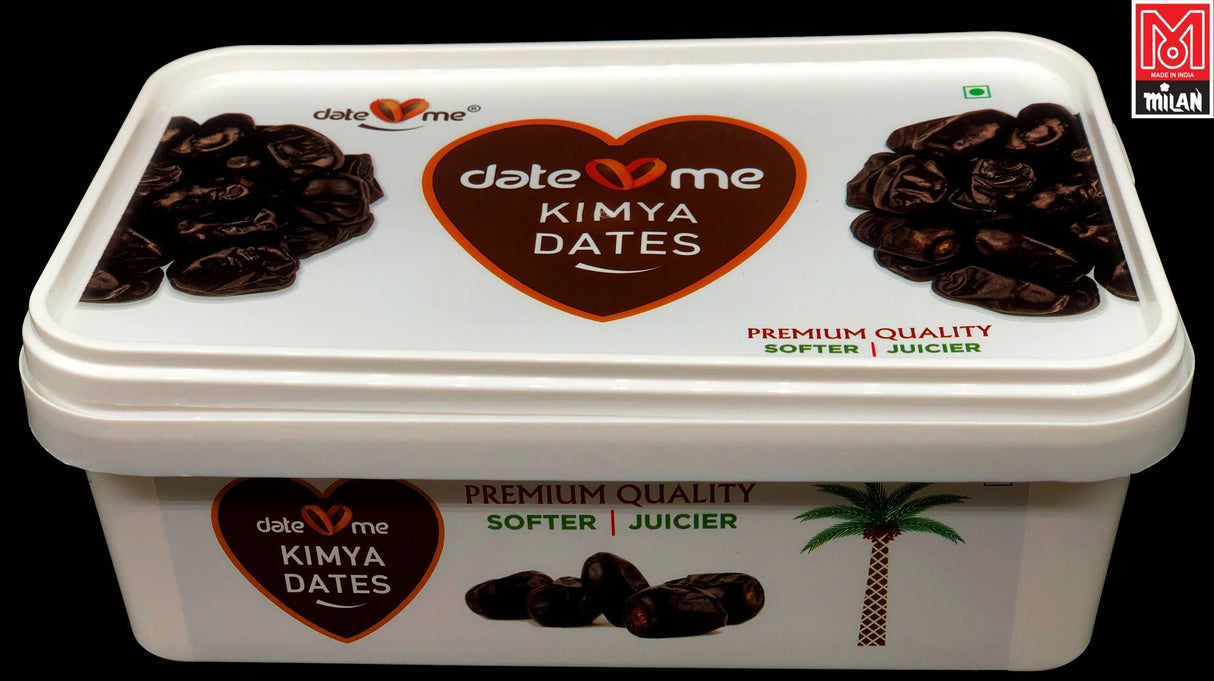 M
MADE IN INDIA
MiLAN
date me®
date me
KIMYA
DATES
PREMIUM QUALITY
SOFTER | JUICIER
date me
KIMYA
DATES
PREMIUM QUALITY
SOFTER | JUICIER